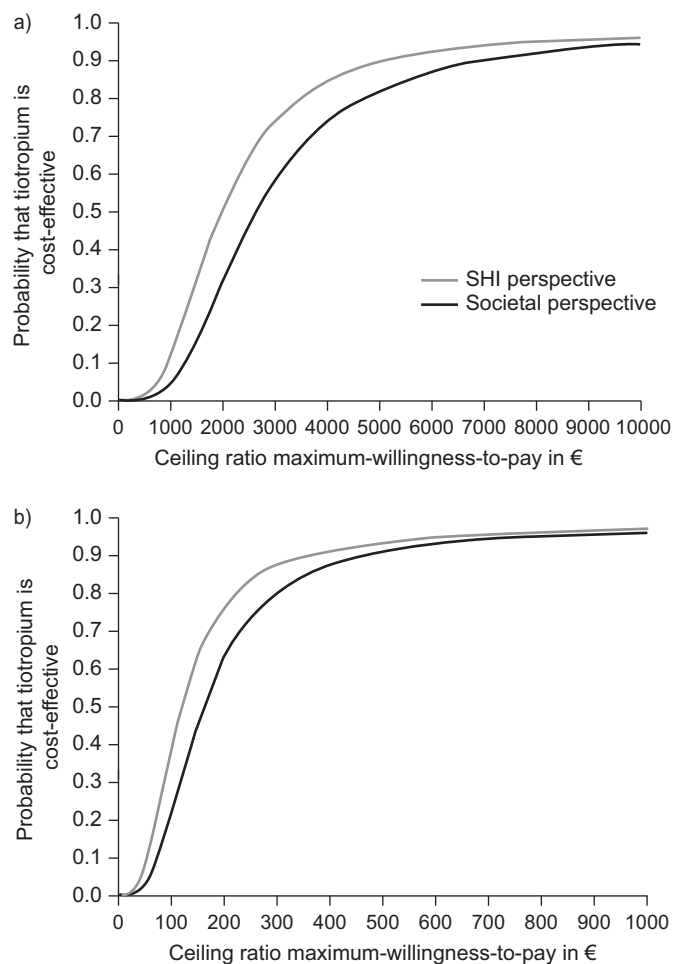 a)
1.0
0.9
0.8
0.7
0.6
0.5
0.4
0.3
0.2
0.1
0.0
Probability that tiotropium is
cost-effective
SHI perspective
Societal perspective
0 1000 2000 3000 4000 5000 6000 7000 8000 9000 10000
Ceiling ratio maximum-willingness-to-pay in €
b)
1.0
0.9
0.8
0.7
0.6
0.5
0.4
0.3
0.2
0.1
0.0
Probability that tiotropium is
cost-effective
0 100 200 300 400 500 600 700 800 900 1000
Ceiling ratio maximum-willingness-to-pay in €